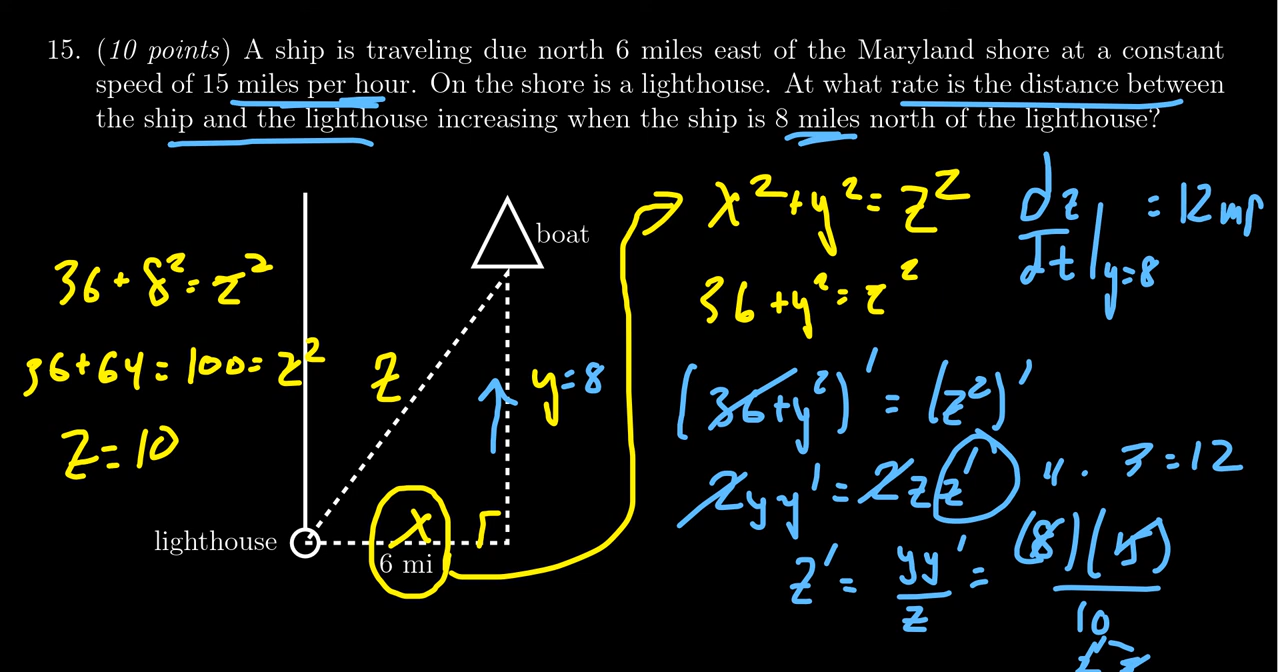 15. (10 points) A ship is traveling due north 6 miles east of the Maryland shore at a constant
speed of 15 miles per hour. On the shore is a lighthouse. At what rate is the distance between
the ship and the lighthouse increasing when the ship is 8 miles north of the lighthouse?
x² + y² = z²
dz/dt |y=8 = 12 mp
boat
36 + 8² = z²
36 + y² = z²
36 + 64 = 100 = z²
z
y = 8
(36 + y²)' = (z²)'
z = 10
2yy' = 2zz'
4 · 3 = 12
x
lighthouse
6 mi
z' = yy'/z = (8)(15)/10